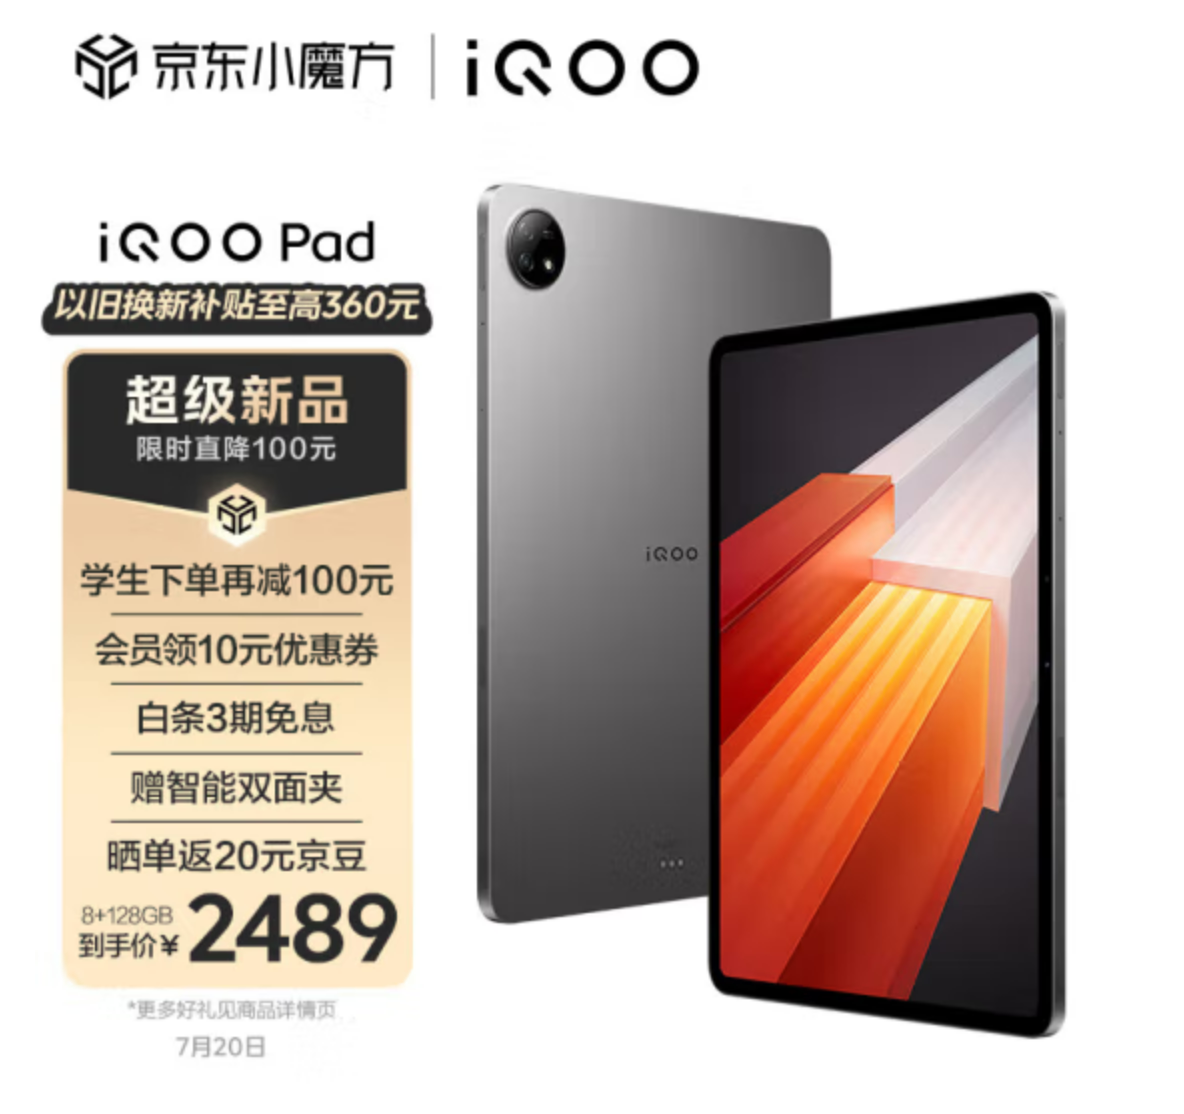 京东小魔方 | iQOO
iQOO Pad
以旧换新补贴至高360元
超级新品
限时直降100元
学生下单再减100元
会员领10元优惠券
白条3期免息
赠智能双面夹
晒单返20元京豆
8+128GB
到手价¥2489
*更多好礼见商品详情页
7月20日
iQOO